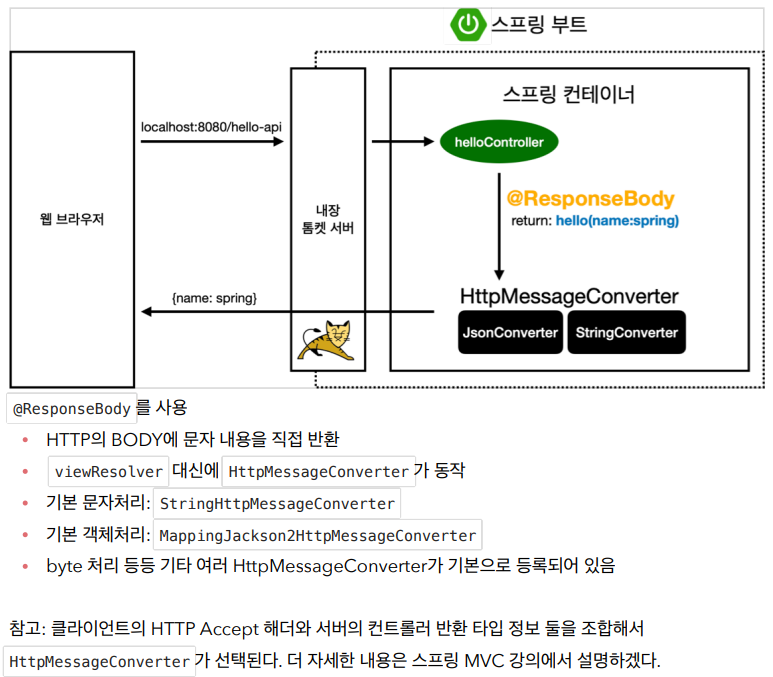 스프링 부트
스프링 컨테이너
localhost:8080/hello-api
helloController
웹 브라우저
내장
톰켓 서버
@ResponseBody
return: hello(name:spring)
{name: spring}
HttpMessageConverter
JsonConverter
StringConverter
@ResponseBody 를 사용
• HTTP의 BODY에 문자 내용을 직접 반환
• viewResolver 대신에 HttpMessageConverter 가 동작
• 기본 문자처리: StringHttpMessageConverter
• 기본 객체처리: MappingJackson2HttpMessageConverter
• byte 처리 등등 기타 여러 HttpMessageConverter가 기본으로 등록되어 있음
참고: 클라이언트의 HTTP Accept 해더와 서버의 컨트롤러 반환 타입 정보 둘을 조합해서
HttpMessageConverter 가 선택된다. 더 자세한 내용은 스프링 MVC 강의에서 설명하겠다.